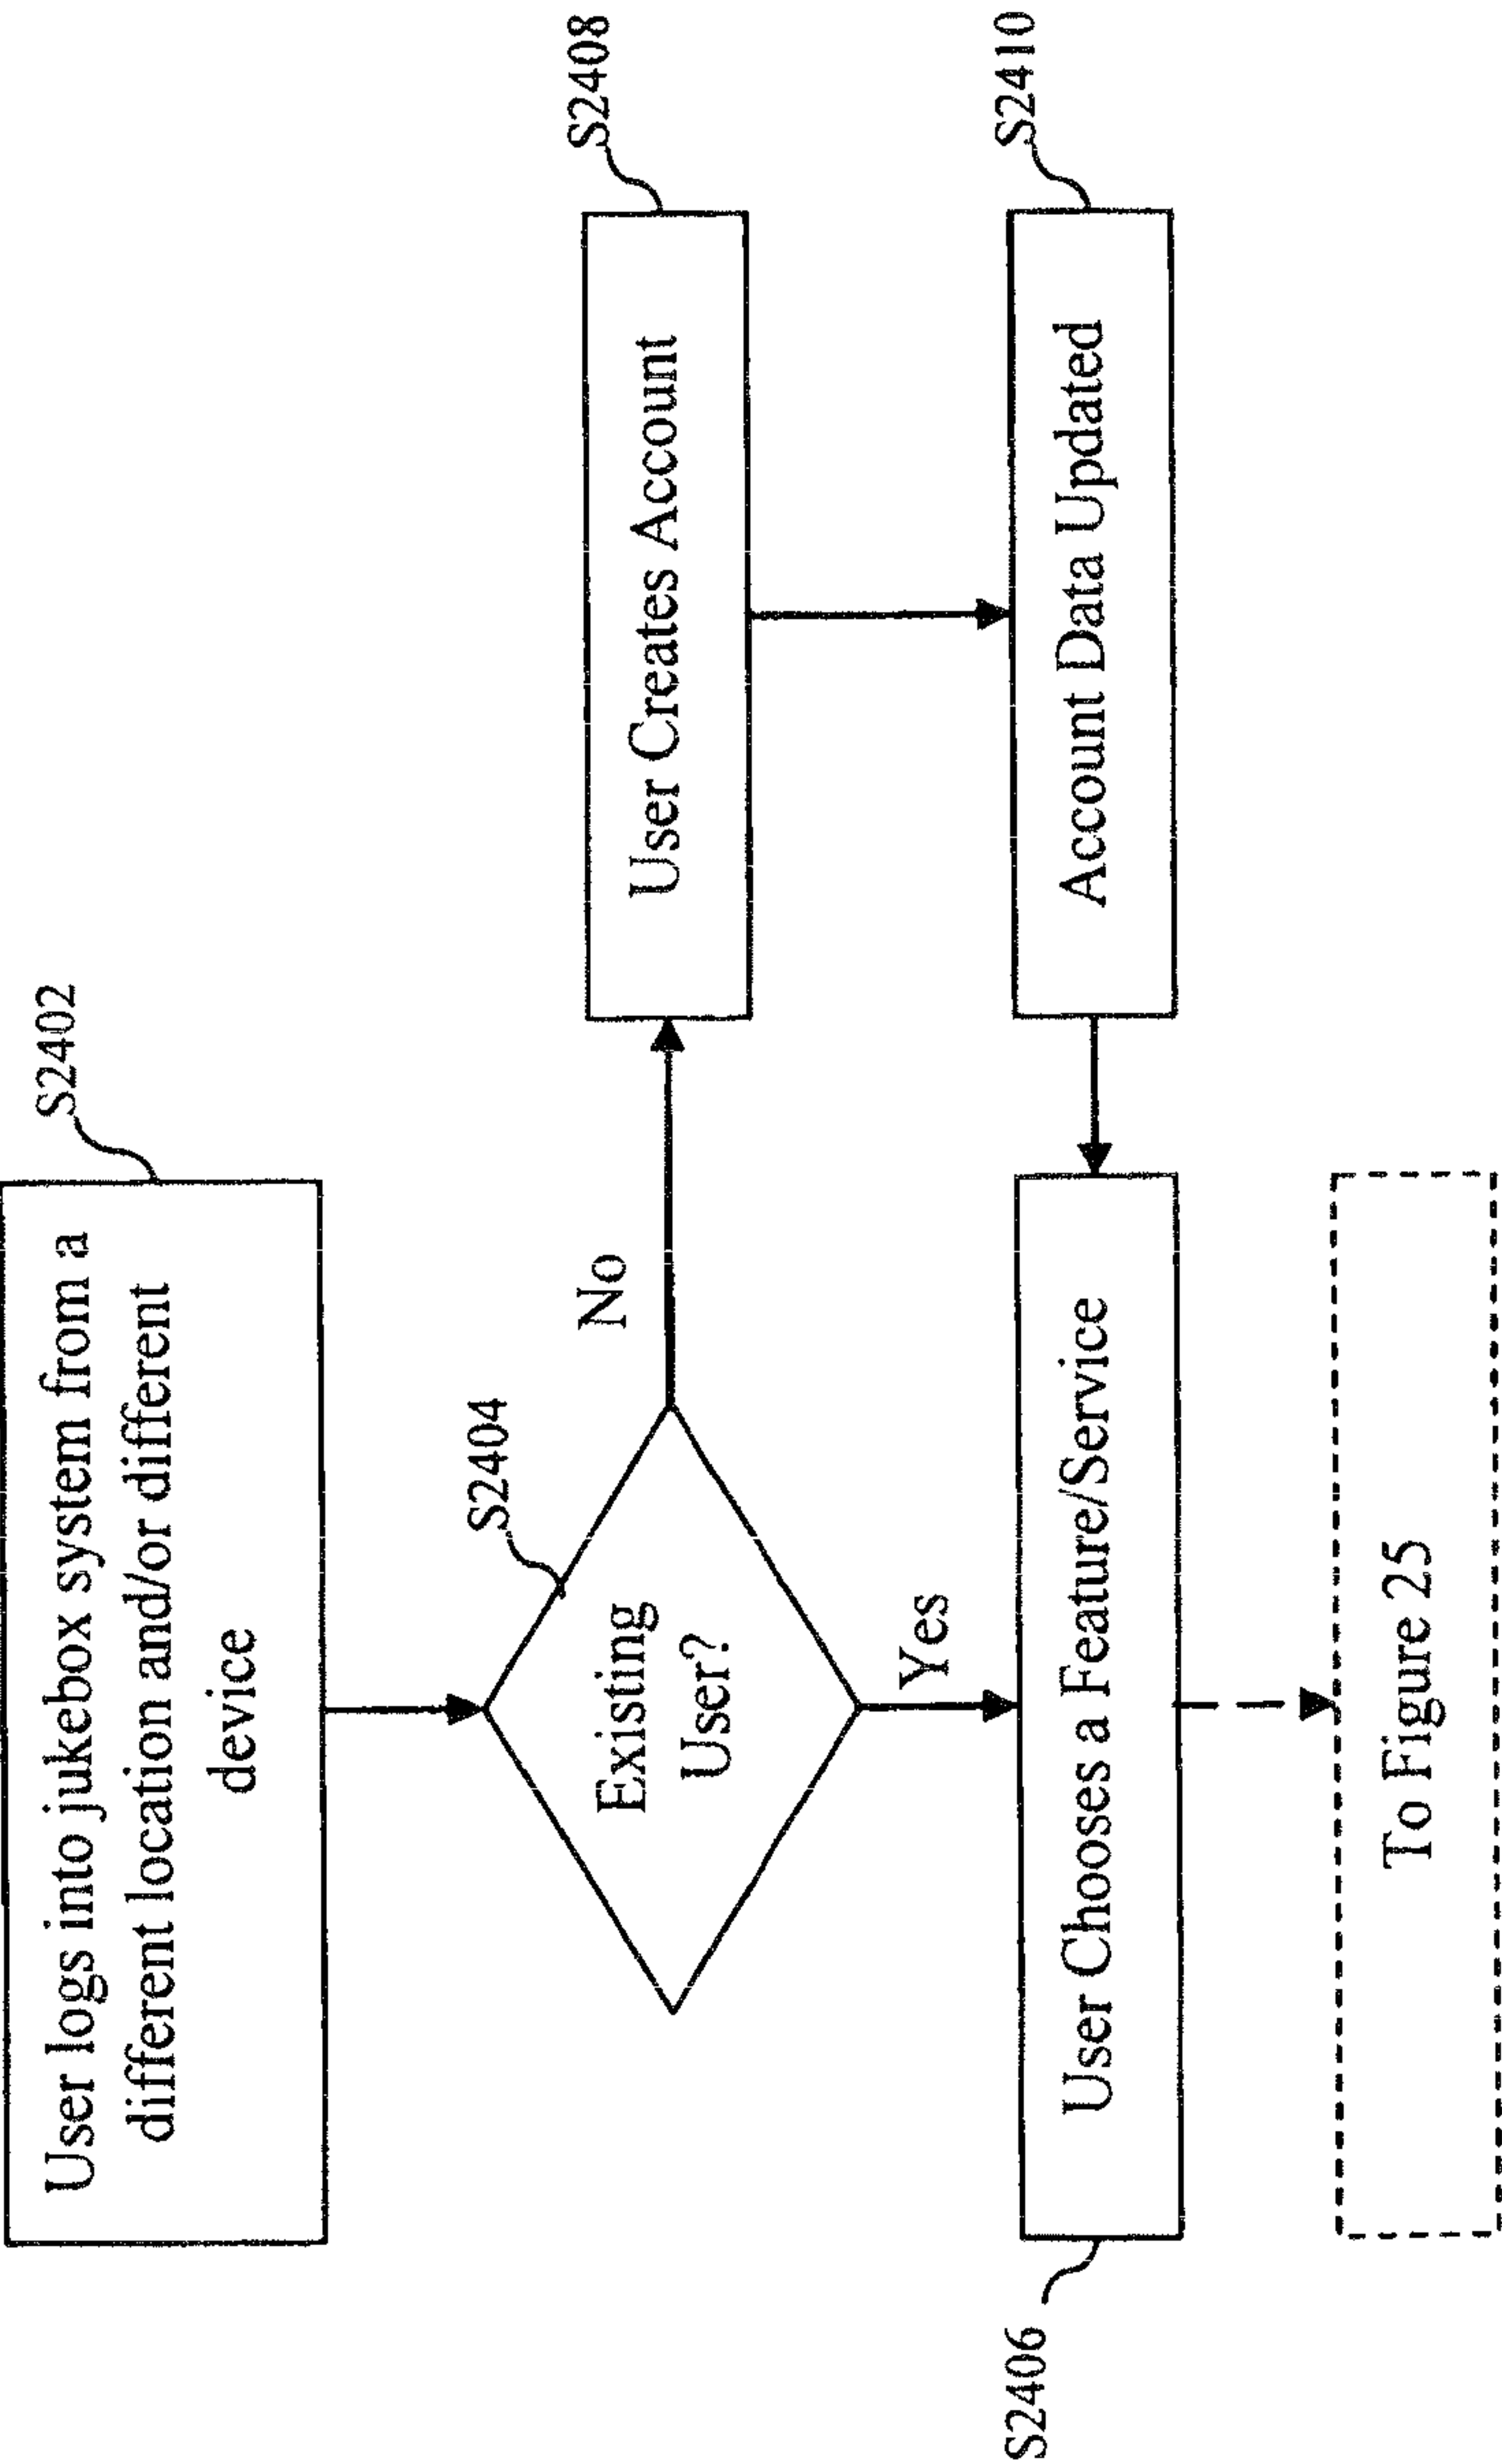 User logs into jukebox system from a
different location and/or different
device
S2402
Existing
User?
S2404
No
User Creates Account
S2408
Account Data Updated
S2410
Yes
User Chooses a Feature/Service
S2406
To Figure 25